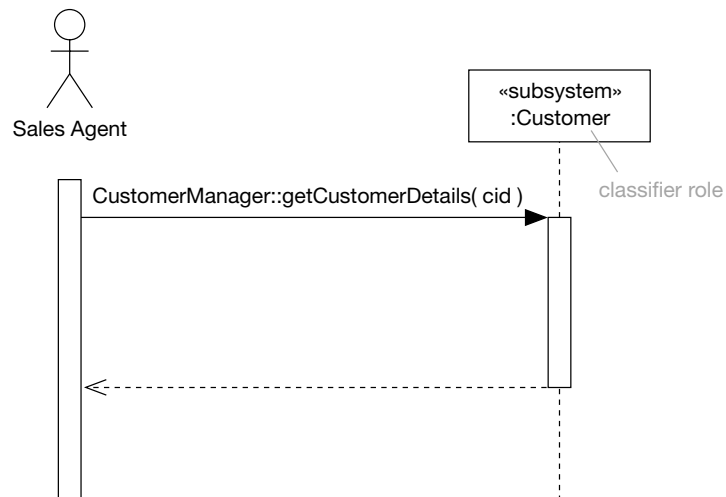 Sales Agent
«subsystem»
:Customer
classifier role
CustomerManager::getCustomerDetails( cid )